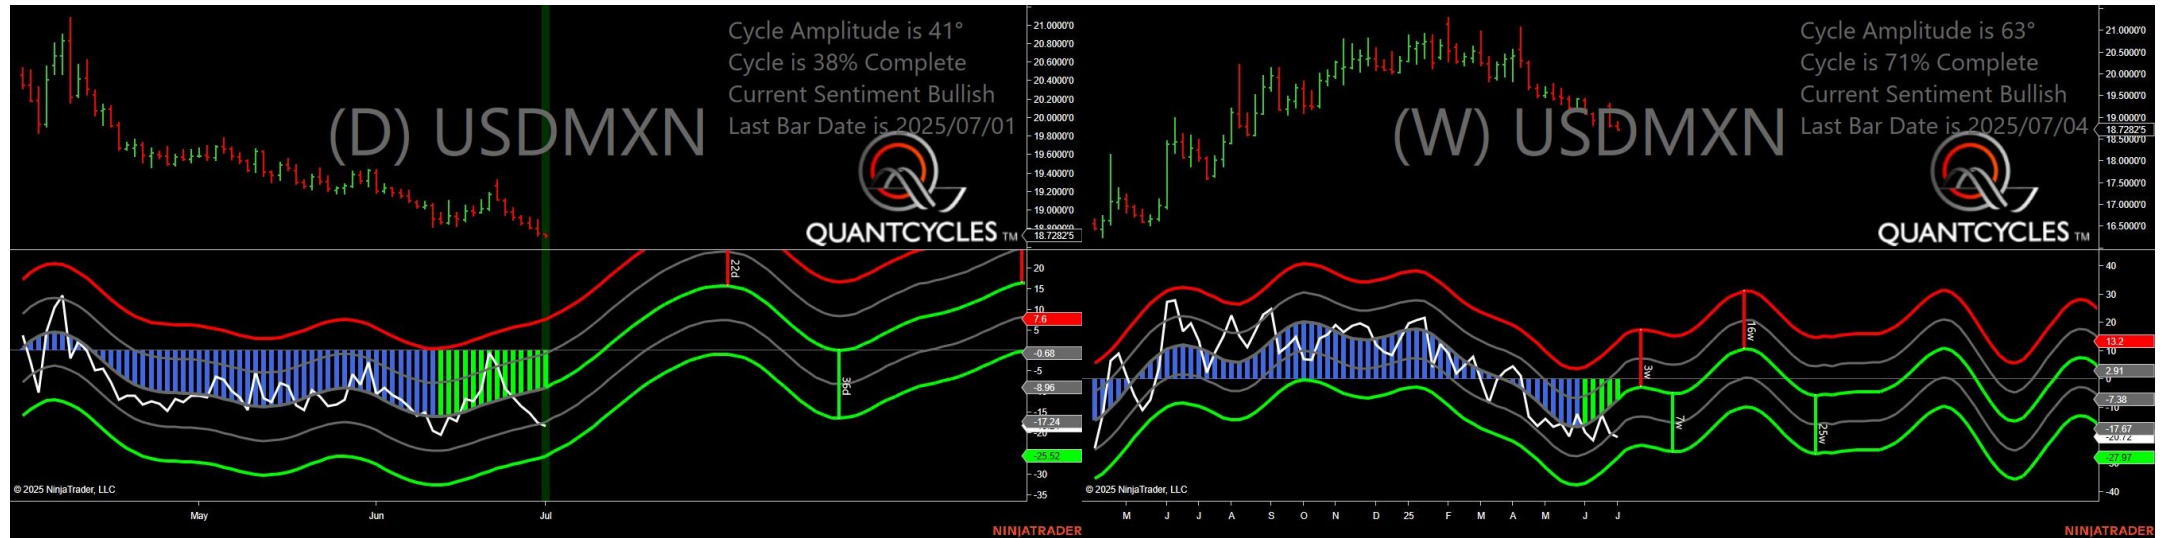 Cycle Amplitude is 41°
Cycle is 38% Complete
Current Sentiment Bullish
Last Bar Date is 2025/07/01
(D) USDMXN
QUANTCYCLES TM
21.0000'0
20.8000'0
20.6000'0
20.4000'0
20.2000'0
20.0000'0
19.8000'0
19.6000'0
19.4000'0
19.2000'0
19.0000'0
18.8000'0
18.7282'5
22d
36d
20
15
10
7.6
5
-0.68
-5
-8.96
-15
-17.24
-20
-25.52
-30
-35
© 2025 NinjaTrader, LLC
May
Jun
Jul
NINJATRADER
Cycle Amplitude is 63°
Cycle is 71% Complete
Current Sentiment Bullish
Last Bar Date is 2025/07/04
(W) USDMXN
QUANTCYCLES TM
21.0000'0
20.5000'0
20.0000'0
19.5000'0
19.0000'0
18.7282'5
18.5000'0
18.0000'0
17.5000'0
17.0000'0
16.5000'0
3w
7w
16w
25w
40
30
20
13.2
10
2.91
0
-7.38
-10
-17.67
-20.72
-27.97
-40
© 2025 NinjaTrader, LLC
M J J A S O N D 25 F M A M J J
NINJATRADER